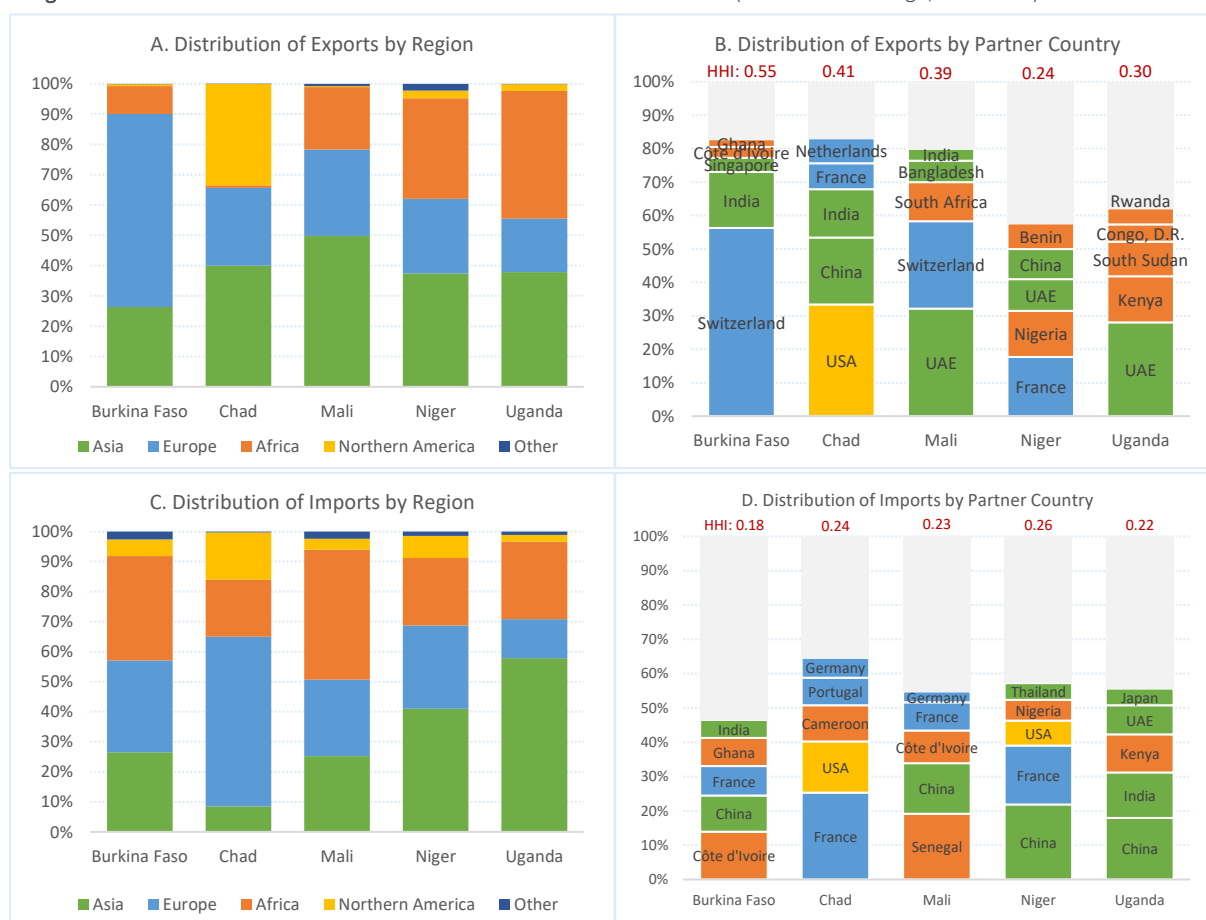 A. Distribution of Exports by Region
100%
90%
80%
70%
60%
50%
40%
30%
20%
10%
0%
Burkina Faso Chad Mali Niger Uganda
Asia Europe Africa Northern America Other
B. Distribution of Exports by Partner Country
HHI: 0.55 0.41 0.39 0.24 0.30
100%
90%
80%
70%
60%
50%
40%
30%
20%
10%
0%
Ghana
Côte d'Ivoire
Singapore
India
Switzerland
Netherlands
France
India
China
USA
India
Bangladesh
South Africa
Switzerland
UAE
Benin
China
UAE
Nigeria
France
Rwanda
Congo, D.R.
South Sudan
Kenya
UAE
Burkina Faso Chad Mali Niger Uganda
C. Distribution of Imports by Region
100%
90%
80%
70%
60%
50%
40%
30%
20%
10%
0%
Burkina Faso Chad Mali Niger Uganda
Asia Europe Africa Northern America Other
D. Distribution of Imports by Partner Country
HHI: 0.18 0.24 0.23 0.26 0.22
100%
90%
80%
70%
60%
50%
40%
30%
20%
10%
0%
India
Ghana
France
China
Côte d'Ivoire
Germany
Portugal
Cameroon
USA
France
Germany
France
Côte d'Ivoire
China
Senegal
Thailand
Nigeria
USA
France
China
Japan
UAE
Kenya
India
China
Burkina Faso Chad Mali Niger Uganda